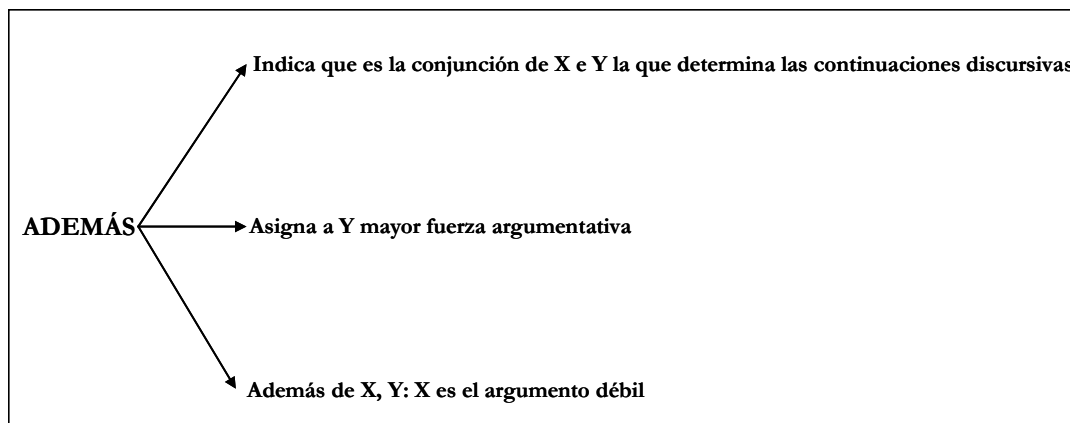 Indica que es la conjunción de X e Y la que determina las continuaciones discursivas
ADEMÁS
Asigna a Y mayor fuerza argumentativa
Además de X, Y: X es el argumento débil